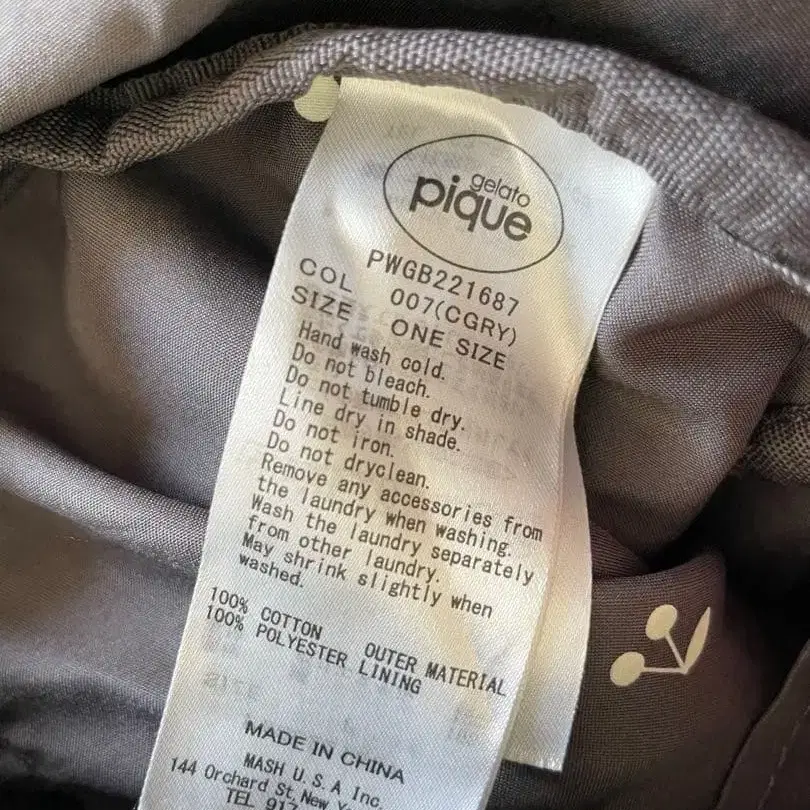 gelato
pique
PWGB221687
COL 007(CGRY)
SIZE ONE SIZE
Hand wash cold.
Do not bleach.
Do not tumble dry.
Line dry in shade.
Do not iron.
Do not dryclean.
Remove any accessories from
the laundry when washing.
Wash the laundry separately
from other laundry.
May shrink slightly when
washed.
100% COTTON OUTER MATERIAL
100% POLYESTER LINING
MADE IN CHINA
MASH U.S.A Inc.
144 Orchard St, New
TEL 917